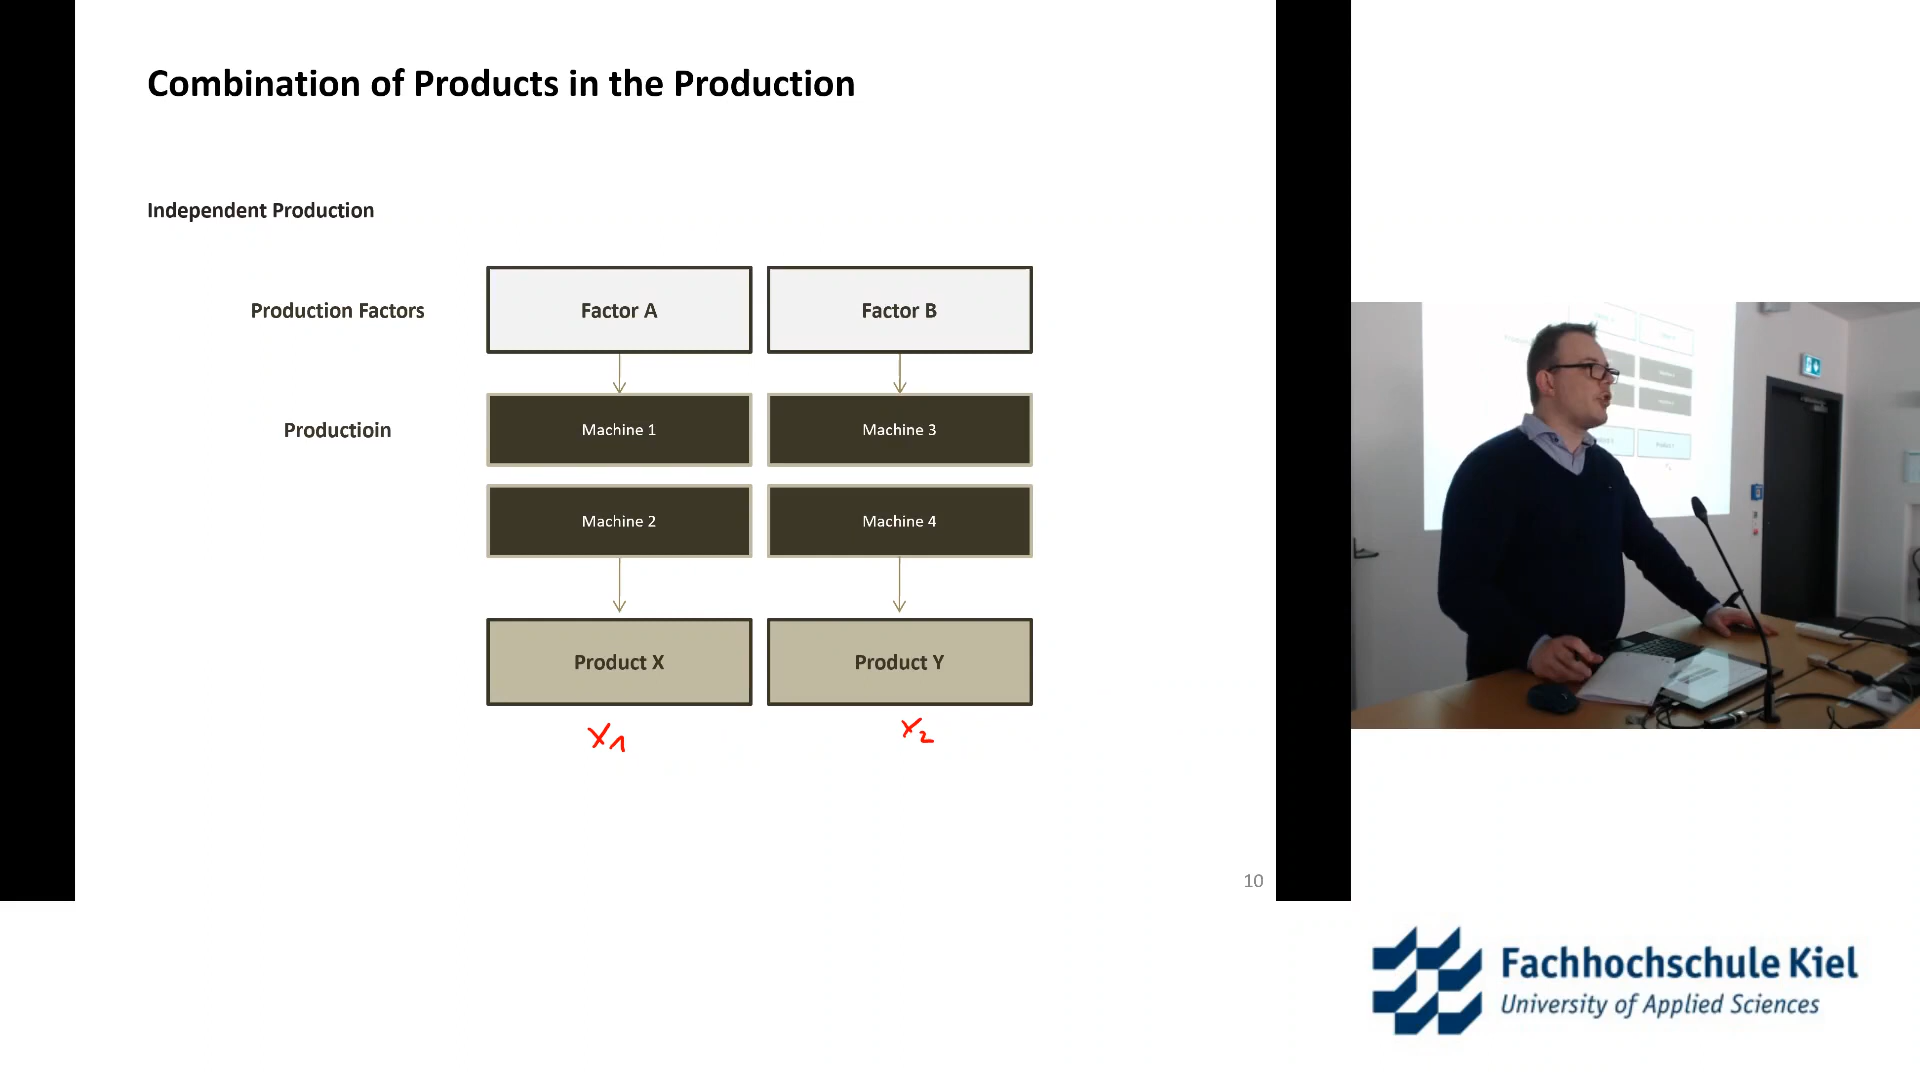 Combination of Products in the Production
Independent Production
Production Factors
Factor A
Factor B
Productioin
Machine 1
Machine 3
Machine 2
Machine 4
Product X
Product Y
X1
X2
10
Fachhochschule Kiel
University of Applied Sciences